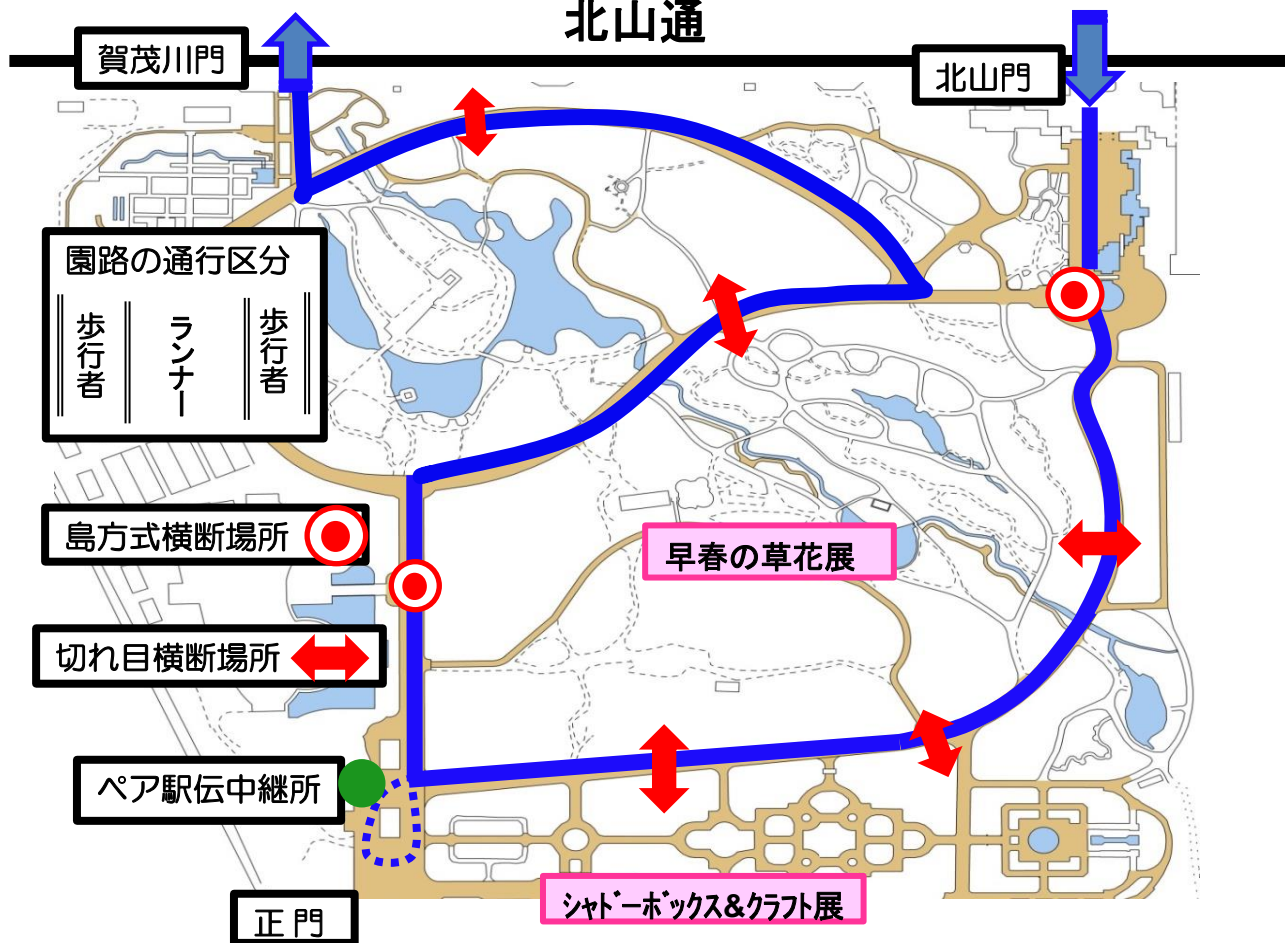 北山通
賀茂川門
北山門
園路の通行区分
歩行者
ランナー
歩行者
島方式横断場所
早春の草花展
切れ目横断場所
ペア駅伝中継所
シャドーボックス&クラフト展
正門